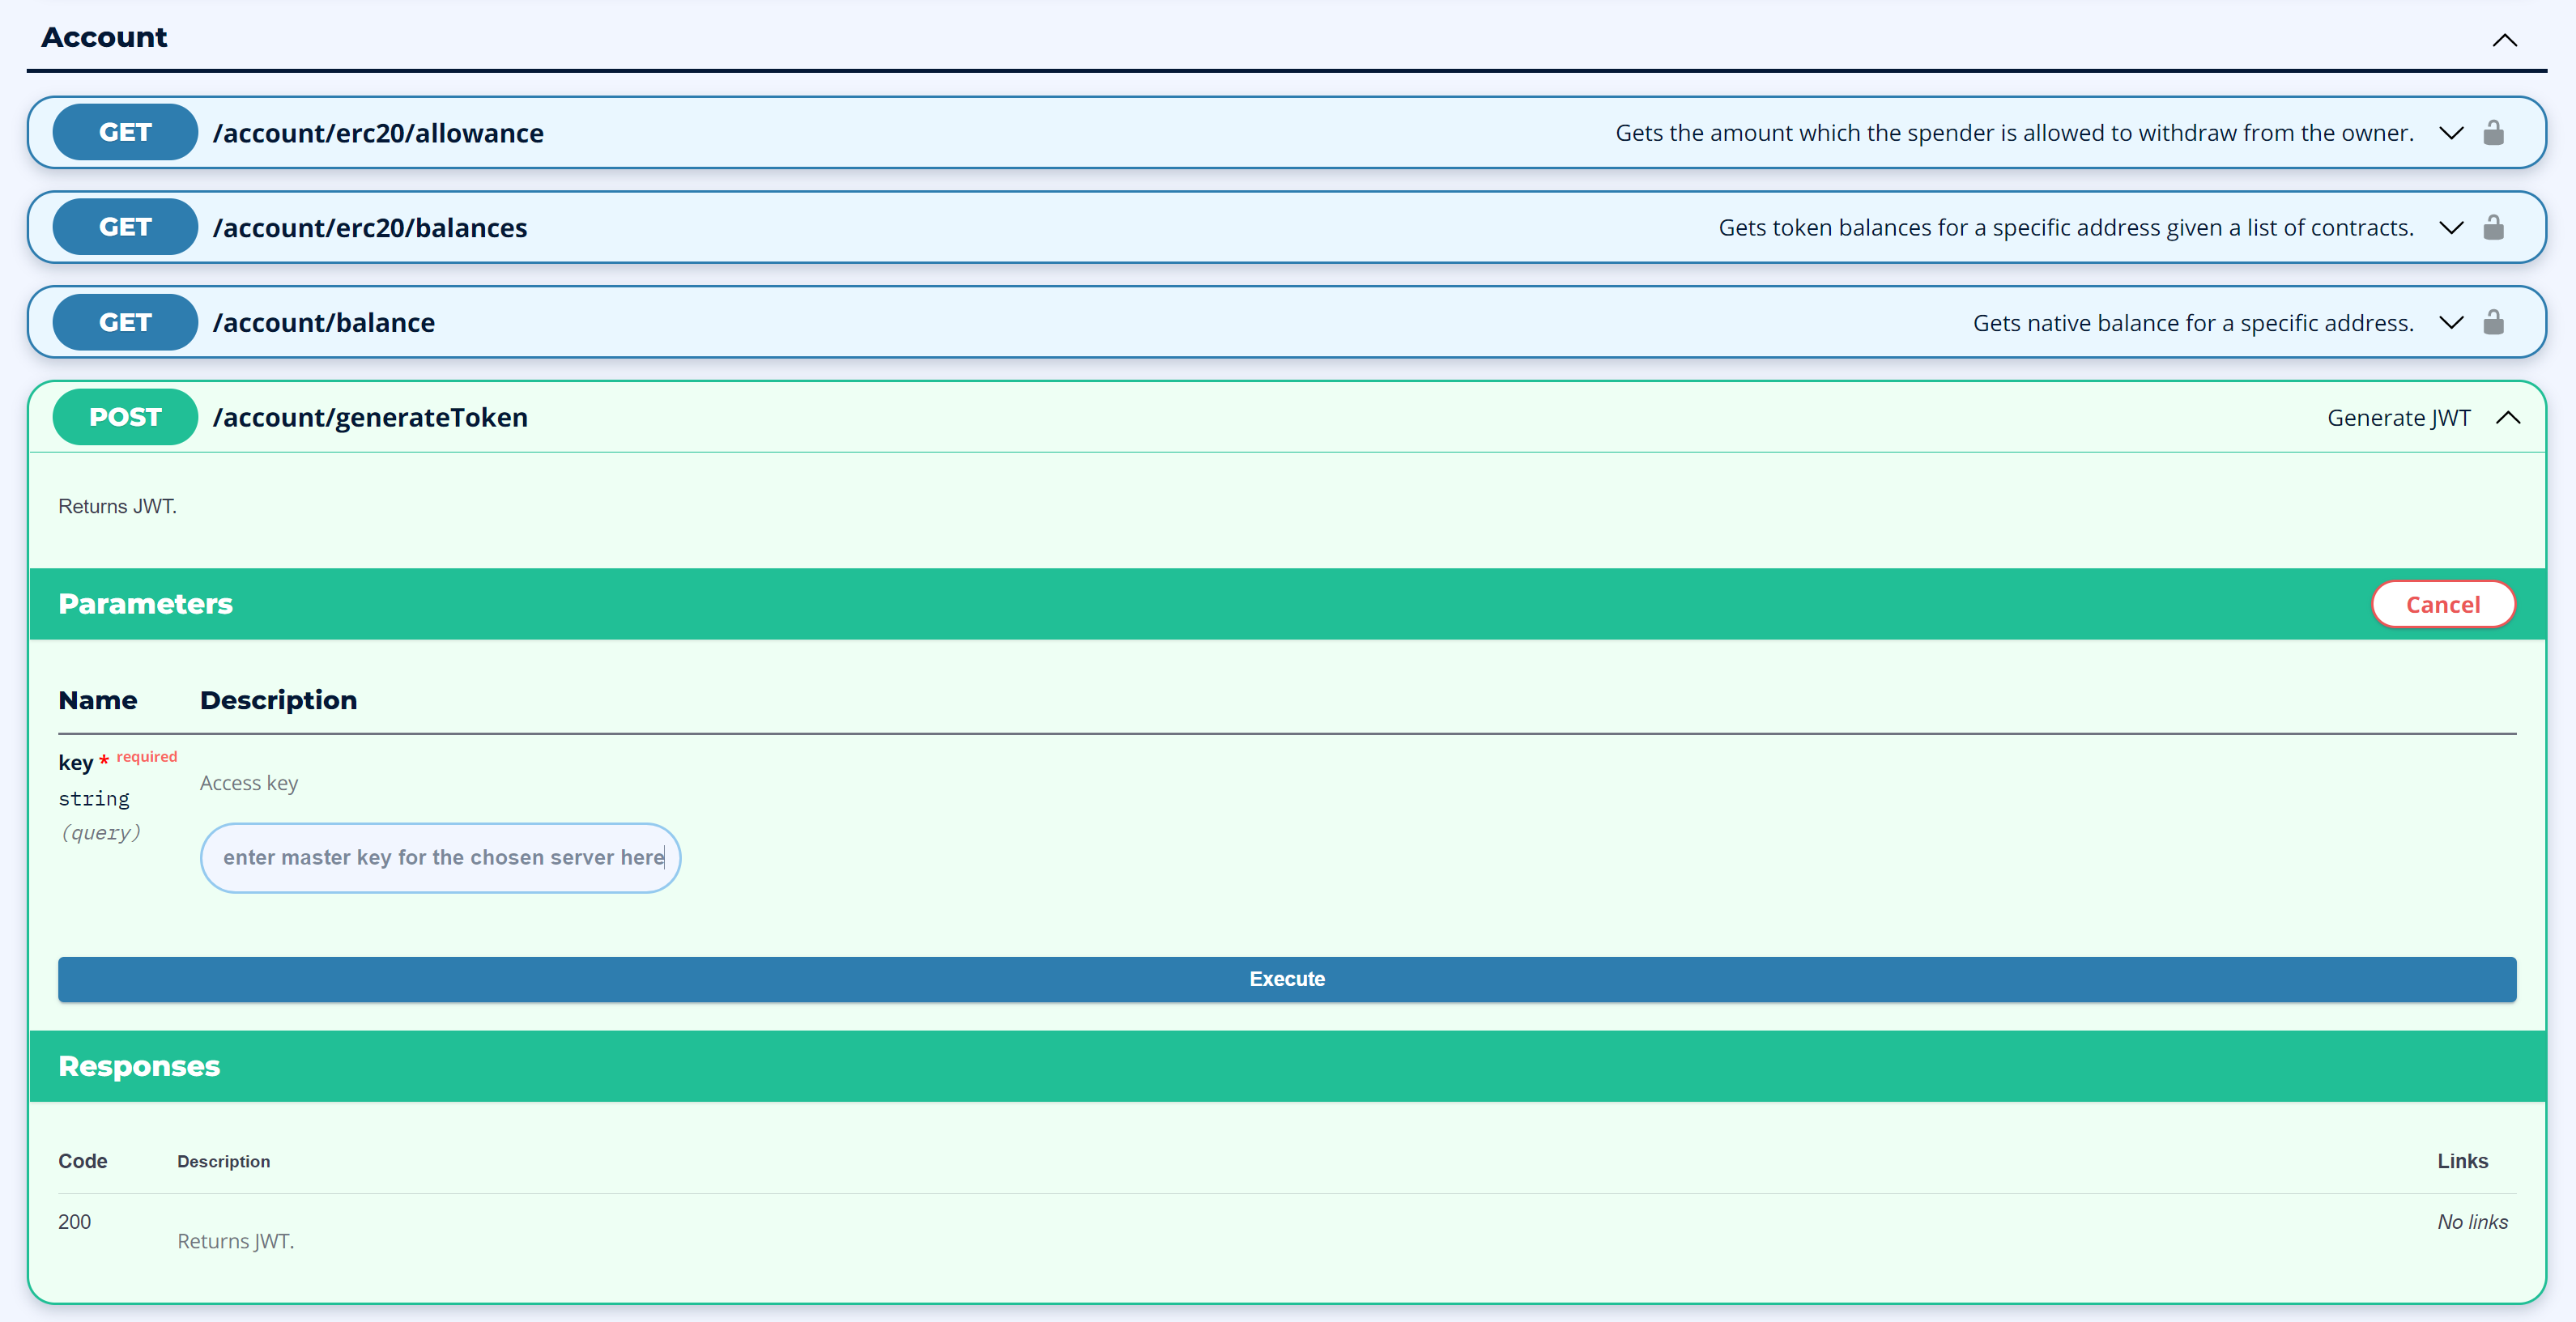 Account
GET /account/erc20/allowance Gets the amount which the spender is allowed to withdraw from the owner.
GET /account/erc20/balances Gets token balances for a specific address given a list of contracts.
GET /account/balance Gets native balance for a specific address.
POST /account/generateToken Generate JWT
Returns JWT.
Parameters Cancel
Name Description
key * required
string
(query)
Access key
enter master key for the chosen server here
Execute
Responses
Code Description Links
200 No links
Returns JWT.